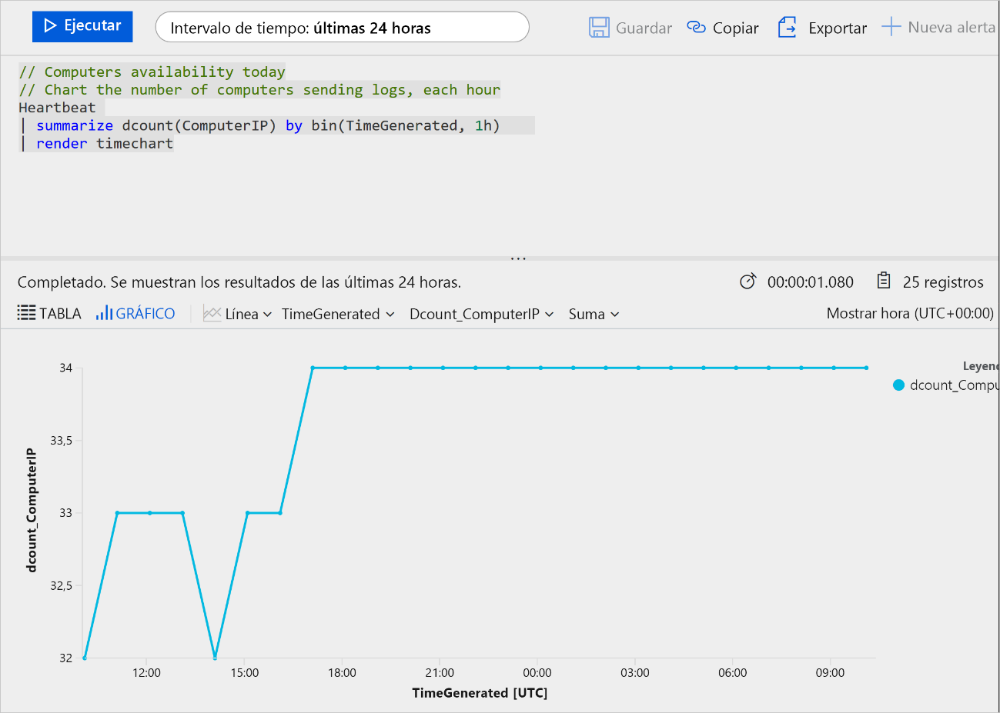 Ejecutar
Intervalo de tiempo: últimas 24 horas
Guardar
Copiar
Exportar
Nueva alerta
// Computers availability today
// Chart the number of computers sending logs, each hour
Heartbeat
| summarize dcount(ComputerIP) by bin(TimeGenerated, 1h)
| render timechart
...
Completado. Se muestran los resultados de las últimas 24 horas.
00:00:01.080
25 registros
TABLA
GRÁFICO
Línea
TimeGenerated
Dcount_ComputerIP
Suma
Mostrar hora (UTC+00:00)
34
33,5
33
32,5
32
dcount_ComputerIP
12:00
15:00
18:00
21:00
00:00
03:00
06:00
09:00
TimeGenerated [UTC]
Leyend
dcount_Compu